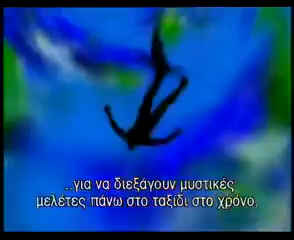 ..για να διεξάγουν μυστικές
μελέτες πάνω στο ταξίδι στο χρόνο.